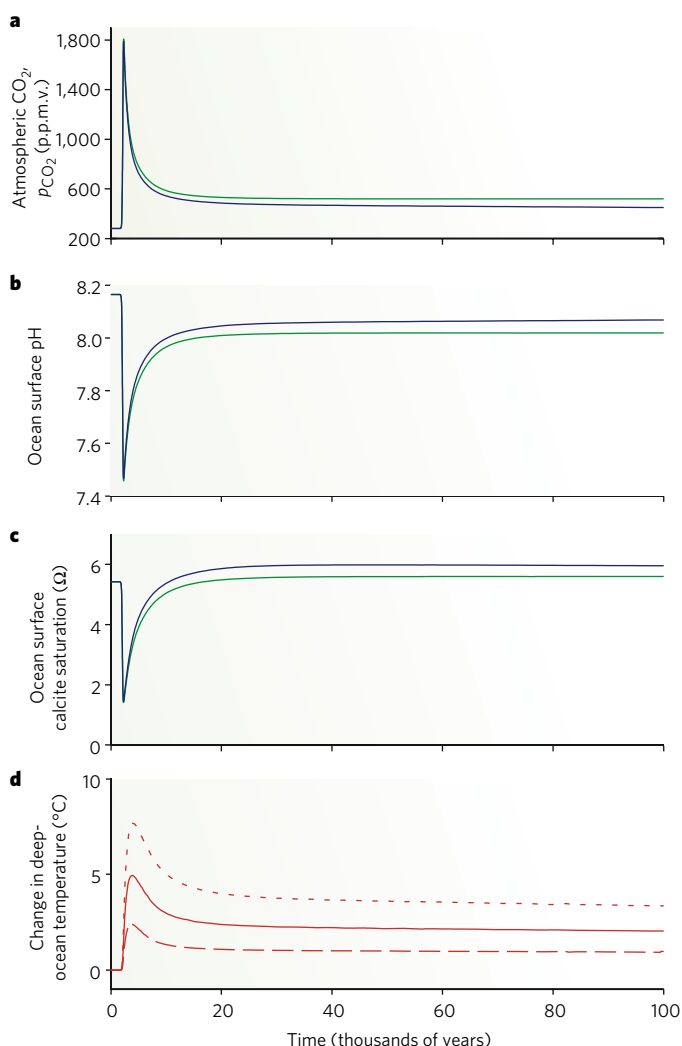 a
1,800
1,400
1,000
600
200
Atmospheric CO2,
pCO2 (p.p.m.v.)
b
8.2
8.0
7.8
7.6
7.4
Ocean surface pH
c
6
4
2
0
Ocean surface
calcite saturation (Ω)
d
10
5
0
Change in deep-
ocean temperature (°C)
0 20 40 60 80 100
Time (thousands of years)